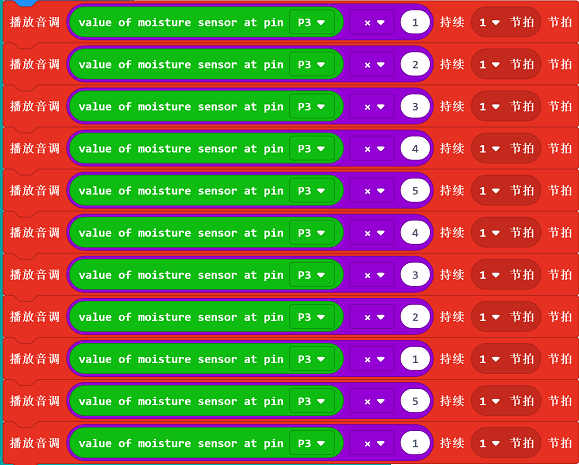 播放音调 value of moisture sensor at pin P3 × 1 持续 1 节拍 节拍
播放音调 value of moisture sensor at pin P3 × 2 持续 1 节拍 节拍
播放音调 value of moisture sensor at pin P3 × 3 持续 1 节拍 节拍
播放音调 value of moisture sensor at pin P3 × 4 持续 1 节拍 节拍
播放音调 value of moisture sensor at pin P3 × 5 持续 1 节拍 节拍
播放音调 value of moisture sensor at pin P3 × 4 持续 1 节拍 节拍
播放音调 value of moisture sensor at pin P3 × 3 持续 1 节拍 节拍
播放音调 value of moisture sensor at pin P3 × 2 持续 1 节拍 节拍
播放音调 value of moisture sensor at pin P3 × 1 持续 1 节拍 节拍
播放音调 value of moisture sensor at pin P3 × 5 持续 1 节拍 节拍
播放音调 value of moisture sensor at pin P3 × 1 持续 1 节拍 节拍